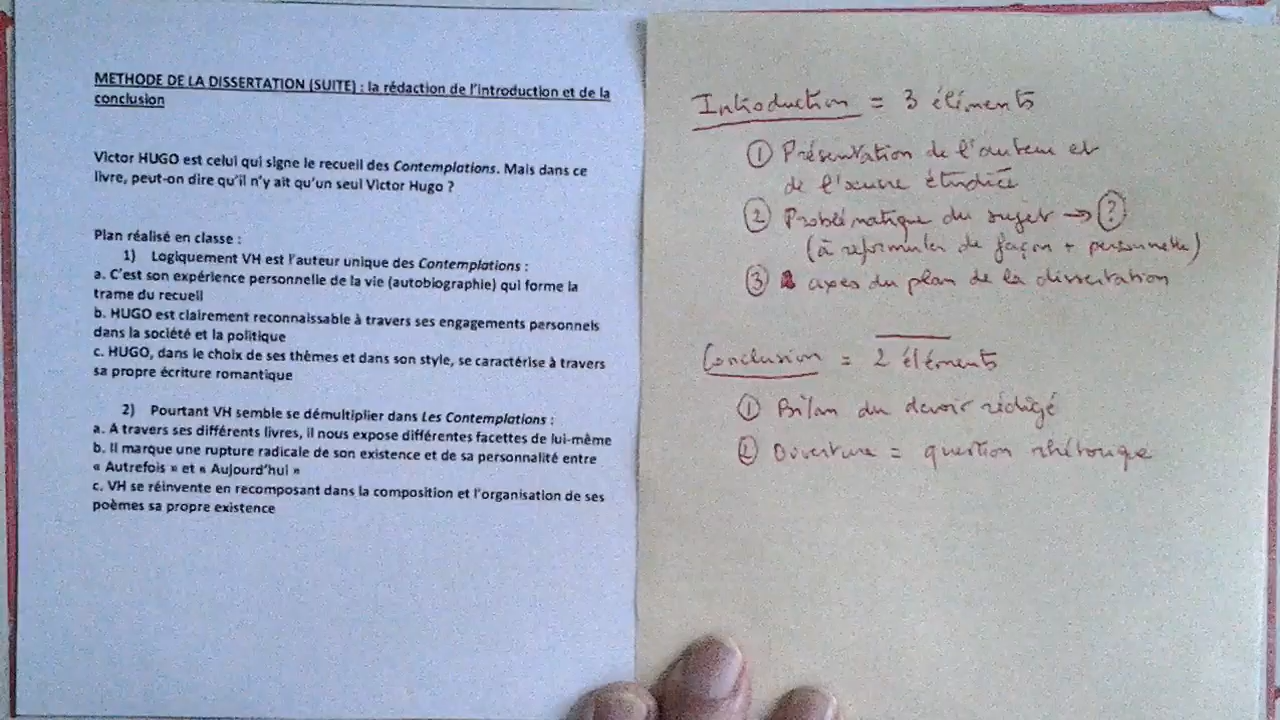 METHODE DE LA DISSERTATION (SUITE) : la rédaction de l'introduction et de la
conclusion
Victor HUGO est celui qui signe le recueil des Contemplations. Mais dans ce
livre, peut-on dire qu'il n'y ait qu'un seul Victor Hugo ?
Plan réalisé en classe :
1) Logiquement VH est l'auteur unique des Contemplations :
a. C'est son expérience personnelle de la vie (autobiographie) qui forme la
trame du recueil
b. HUGO est clairement reconnaissable à travers ses engagements personnels
dans la société et la politique
c. HUGO, dans le choix de ses thèmes et dans son style, se caractérise à travers
sa propre écriture romantique
2) Pourtant VH semble se démultiplier dans Les Contemplations :
a. A travers ses différents livres, il nous expose différentes facettes de lui-même
b. Il marque une rupture radicale de son existence et de sa personnalité entre
« Autrefois » et « Aujourd'hui »
c. VH se réinvente en recomposant dans la composition et l'organisation de ses
poèmes sa propre existence
Introduction = 3 éléments
① Présentation de l'auteur et
de l'œuvre étudiée
② Problématique du sujet → ?
(à reformuler de façon + personnelle)
③ axes du plan de la dissertation
Conclusion = 2 éléments
① Bilan du devoir rédigé
② Ouverture = question rhétorique